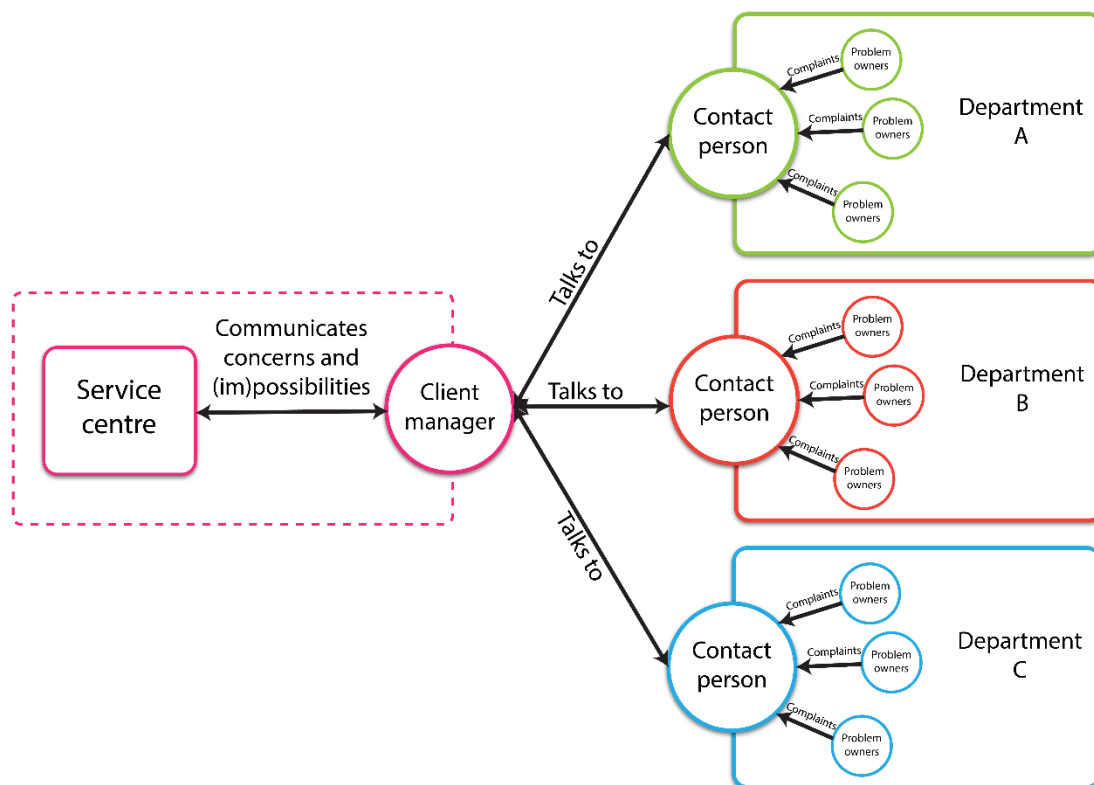 Complaints
Problem
owners
Contact
person
Complaints
Problem
owners
Department
A
Complaints
Problem
owners
Talks to
Communicates
concerns and
(im)possibilities
Service
centre
Client
manager
Talks to
Complaints
Problem
owners
Contact
person
Complaints
Problem
owners
Department
B
Complaints
Problem
owners
Talks to
Complaints
Problem
owners
Contact
person
Complaints
Problem
owners
Department
C
Complaints
Problem
owners